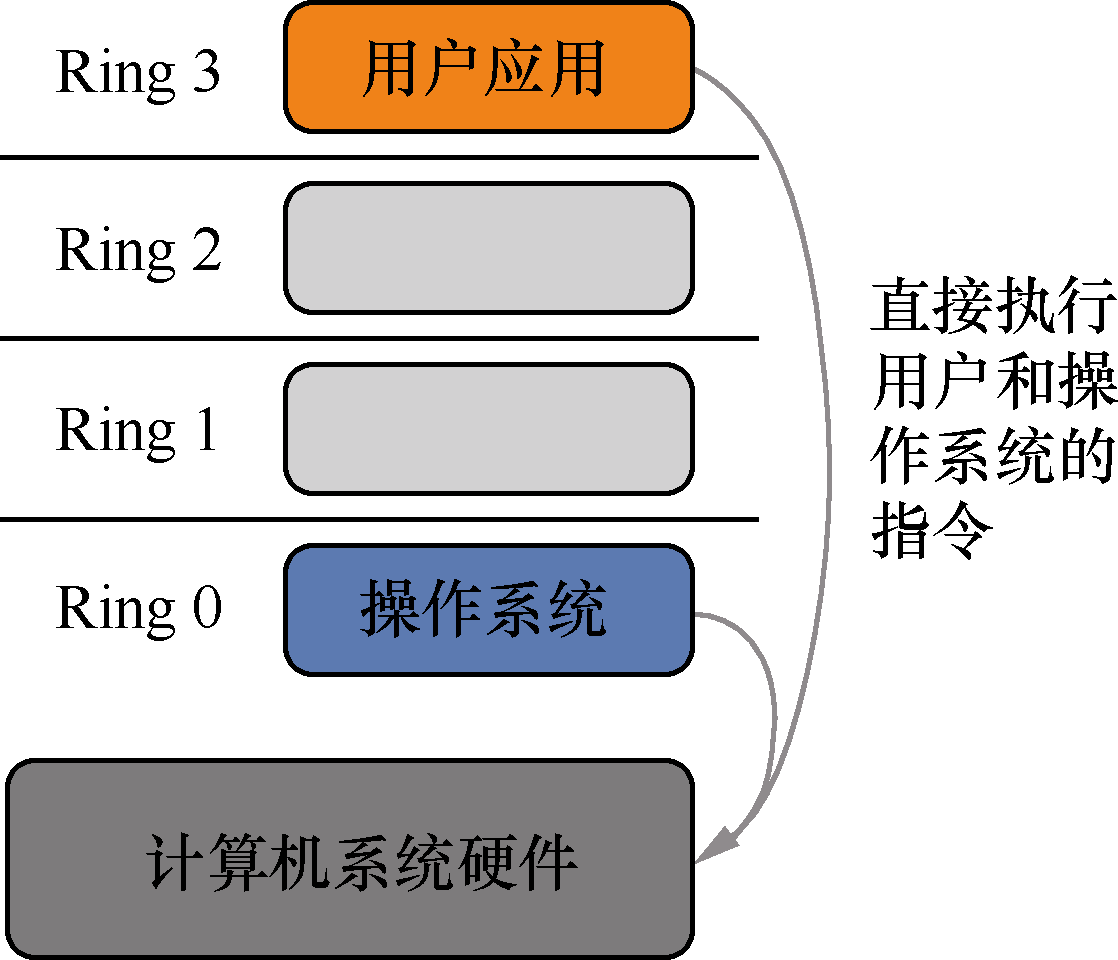 Ring 3
用户应用
Ring 2
Ring 1
Ring 0
操作系统
直接执行
用户和操
作系统的
指令
计算机系统硬件